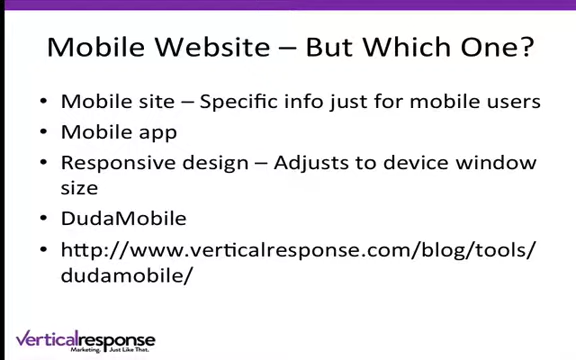 Mobile Website – But Which One?
• Mobile site – Specific info just for mobile users
• Mobile app
• Responsive design – Adjusts to device window
size
• DudaMobile
• http://www.verticalresponse.com/blog/tools/
dudamobile/
verticalresponse
Marketing. Just Like That.